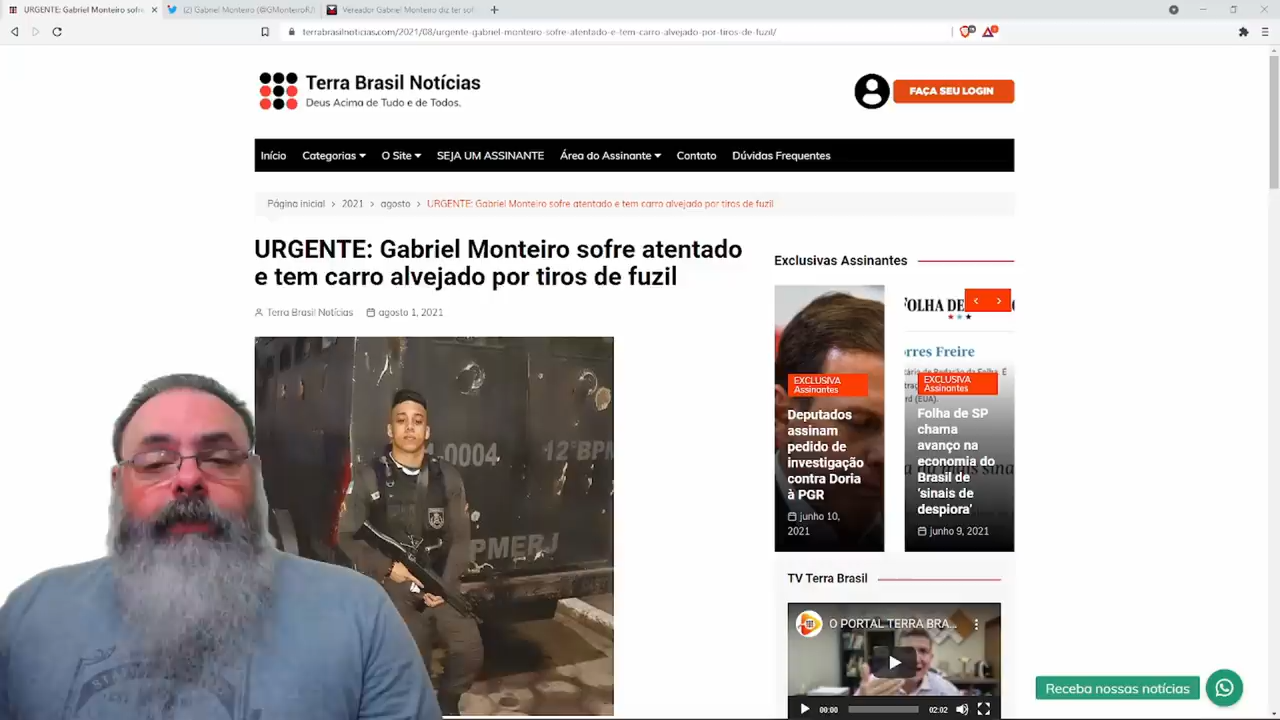 URGENTE: Gabriel Monteiro sofre
(2) Gabriel Monteiro (@GMonteiroRJ
Vereador Gabriel Monteiro diz ter sof
terrabrasilnoticias.com/2021/08/urgente-gabriel-monteiro-sofre-atentado-e-tem-carro-alvejado-por-tiros-de-fuzil/
Terra Brasil Notícias
Deus Acima de Tudo e de Todos.
FAÇA SEU LOGIN
Início Categorias O Site SEJA UM ASSINANTE Área do Assinante Contato Dúvidas Frequentes
Página inicial > 2021 > agosto > URGENTE: Gabriel Monteiro sofre atentado e tem carro alvejado por tiros de fuzil
URGENTE: Gabriel Monteiro sofre atentado
e tem carro alvejado por tiros de fuzil
Terra Brasil Notícias agosto 1, 2021
-0004
12°BPM
PMERJ
Exclusivas Assinantes
EXCLUSIVA
Assinantes
Deputados
assinam
pedido de
investigação
contra Doria
à PGR
junho 10,
2021
FOLHA DE
orres Freire
EXCLUSIVA
Assinantes
Folha de SP
chama
avanço na
economia do
Brasil de
‘sinais de
despiora’
junho 9, 2021
TV Terra Brasil
O PORTAL TERRA BRA...
00:00 02:02
Receba nossas notícias